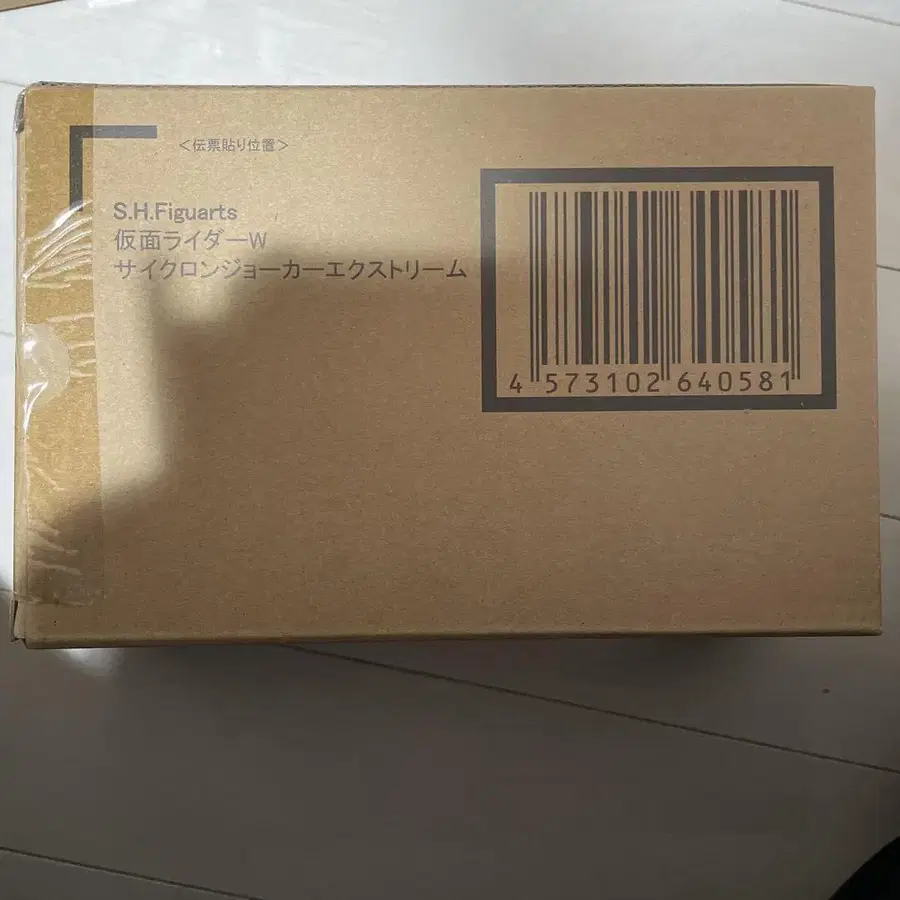 ＜伝票貼り位置＞
S.H.Figuarts
仮面ライダーW
サイクロンジョーカーエクストリーム
4 573102 640581